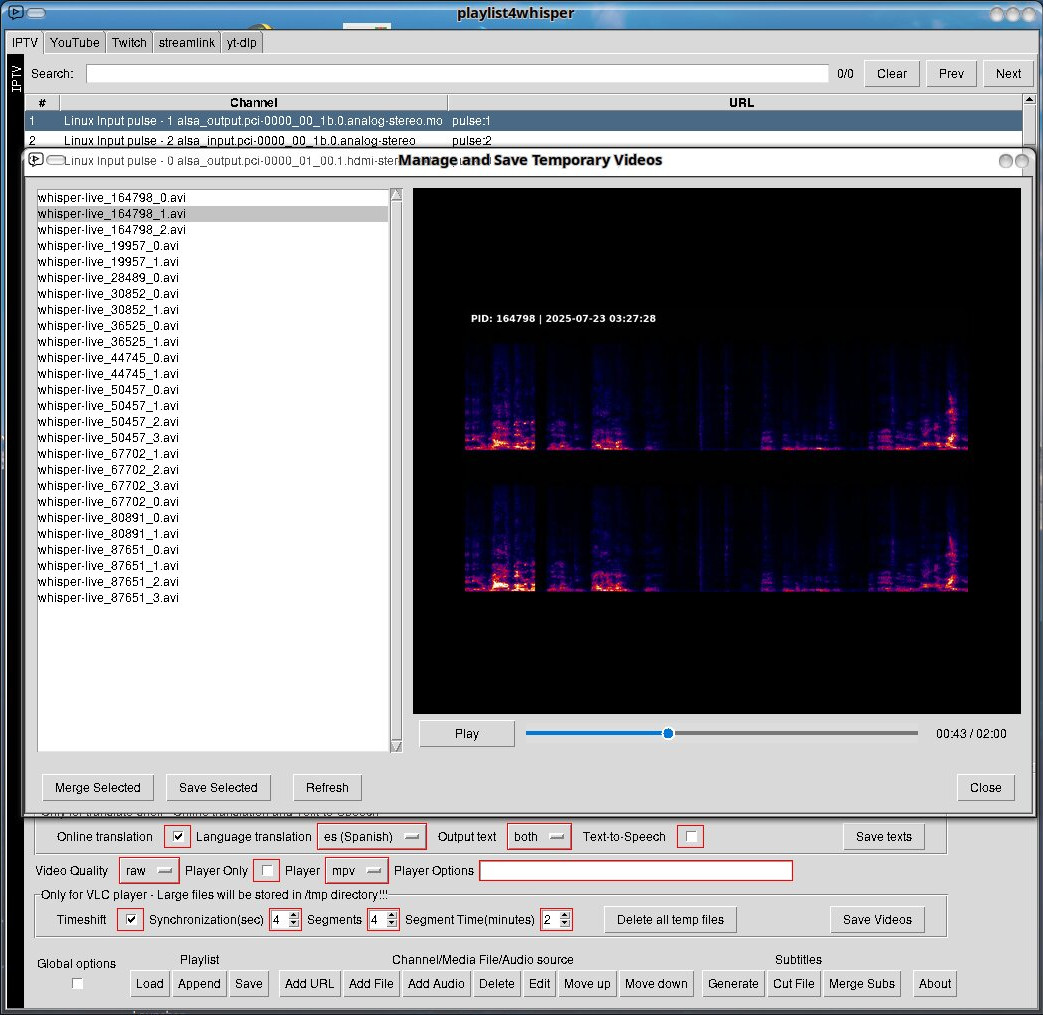 playlist4whisper
IPTV YouTube Twitch streamlink yt-dlp
IPTV
Search: 0/0 Clear Prev Next
# Channel URL
1 Linux Input pulse - 1 alsa_output.pci-0000_00_1b.0.analog-stereo.mo pulse:1
2 Linux Input pulse - 2 alsa_input.pci-0000_00_1b.0.analog-stereo pulse:2
Linux Input pulse - 0 alsa_output.pci-0000_01_00.1.hdmi-ster
Manage and Save Temporary Videos
whisper-live_164798_0.avi
whisper-live_164798_1.avi
whisper-live_164798_2.avi
whisper-live_19957_0.avi
whisper-live_19957_1.avi
whisper-live_28489_0.avi
whisper-live_30852_0.avi
whisper-live_30852_1.avi
whisper-live_36525_0.avi
whisper-live_36525_1.avi
whisper-live_44745_0.avi
whisper-live_44745_1.avi
whisper-live_50457_0.avi
whisper-live_50457_1.avi
whisper-live_50457_2.avi
whisper-live_50457_3.avi
whisper-live_67702_1.avi
whisper-live_67702_2.avi
whisper-live_67702_3.avi
whisper-live_67702_0.avi
whisper-live_80891_0.avi
whisper-live_80891_1.avi
whisper-live_87651_0.avi
whisper-live_87651_1.avi
whisper-live_87651_2.avi
whisper-live_87651_3.avi
PID: 164798 | 2025-07-23 03:27:28
Play 00:43 / 02:00
Merge Selected Save Selected Refresh Close
Only for translate shell - Online translation and Text-to-Speech
Online translation Language translation es (Spanish) Output text both Text-to-Speech Save texts
Video Quality raw Player Only Player mpv Player Options
Only for VLC player - Large files will be stored in /tmp directory!!!
Timeshift Synchronization(sec) 4 Segments 4 Segment Time(minutes) 2 Delete all temp files Save Videos
Global options Playlist Channel/Media File/Audio source Subtitles
Load Append Save Add URL Add File Add Audio Delete Edit Move up Move down Generate Cut File Merge Subs About